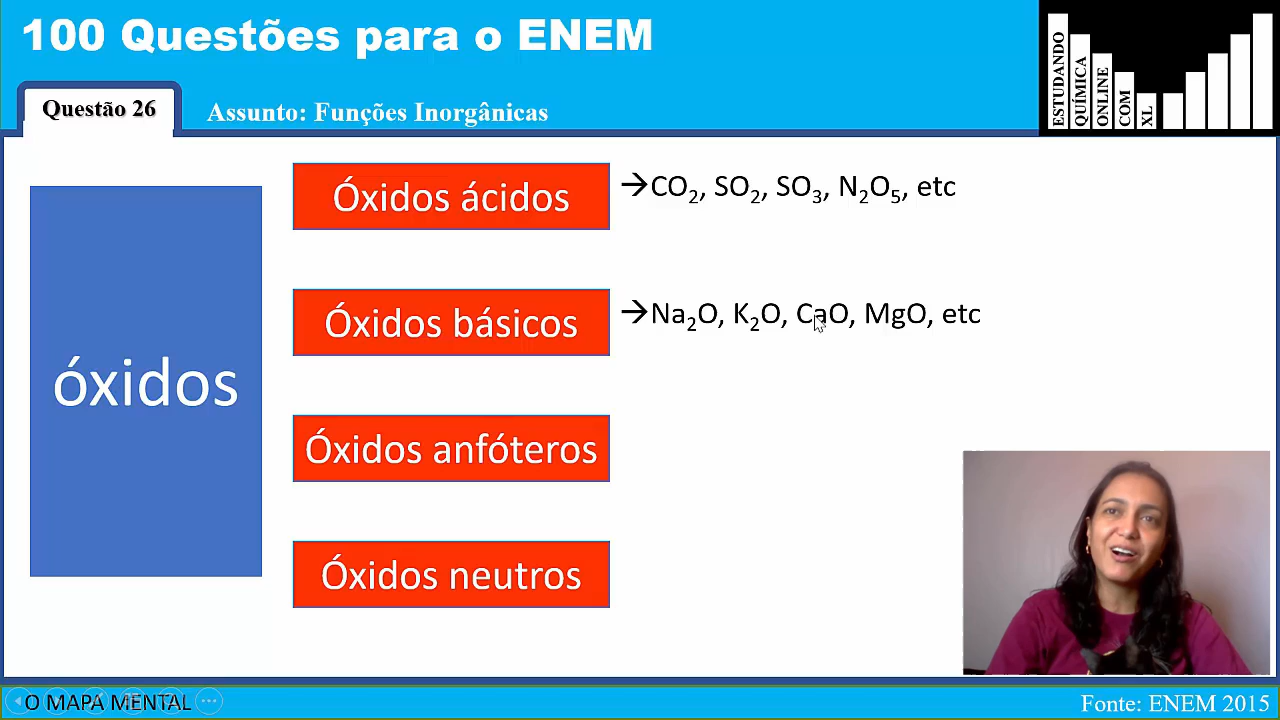 100 Questões para o ENEM
ESTUDANDO
QUÍMICA
ONLINE
COM
XL
Questão 26
Assunto: Funções Inorgânicas
óxidos
Óxidos ácidos
→CO₂, SO₂, SO₃, N₂O₅, etc
Óxidos básicos
→Na₂O, K₂O, CaO, MgO, etc
Óxidos anfóteros
Óxidos neutros
O MAPA MENTAL
Fonte: ENEM 2015